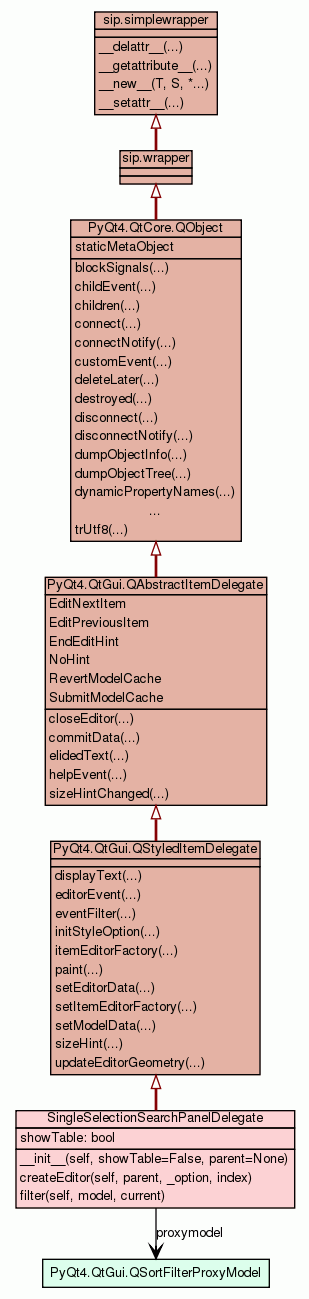 sip.simplewrapper
__delattr__(...)
__getattribute__(...)
__new__(T, S, *...)
__setattr__(...)
sip.wrapper
PyQt4.QtCore.QObject
staticMetaObject
blockSignals(...)
childEvent(...)
children(...)
connect(...)
connectNotify(...)
customEvent(...)
deleteLater(...)
destroyed(...)
disconnect(...)
disconnectNotify(...)
dumpObjectInfo(...)
dumpObjectTree(...)
dynamicPropertyNames(...)
...
trUtf8(...)
PyQt4.QtGui.QAbstractItemDelegate
EditNextItem
EditPreviousItem
EndEditHint
NoHint
RevertModelCache
SubmitModelCache
closeEditor(...)
commitData(...)
elidedText(...)
helpEvent(...)
sizeHintChanged(...)
PyQt4.QtGui.QStyledItemDelegate
displayText(...)
editorEvent(...)
eventFilter(...)
initStyleOption(...)
itemEditorFactory(...)
paint(...)
setEditorData(...)
setItemEditorFactory(...)
setModelData(...)
sizeHint(...)
updateEditorGeometry(...)
SingleSelectionSearchPanelDelegate
showTable: bool
__init__(self, showTable=False, parent=None)
createEditor(self, parent, _option, index)
filter(self, model, current)
proxymodel
PyQt4.QtGui.QSortFilterProxyModel